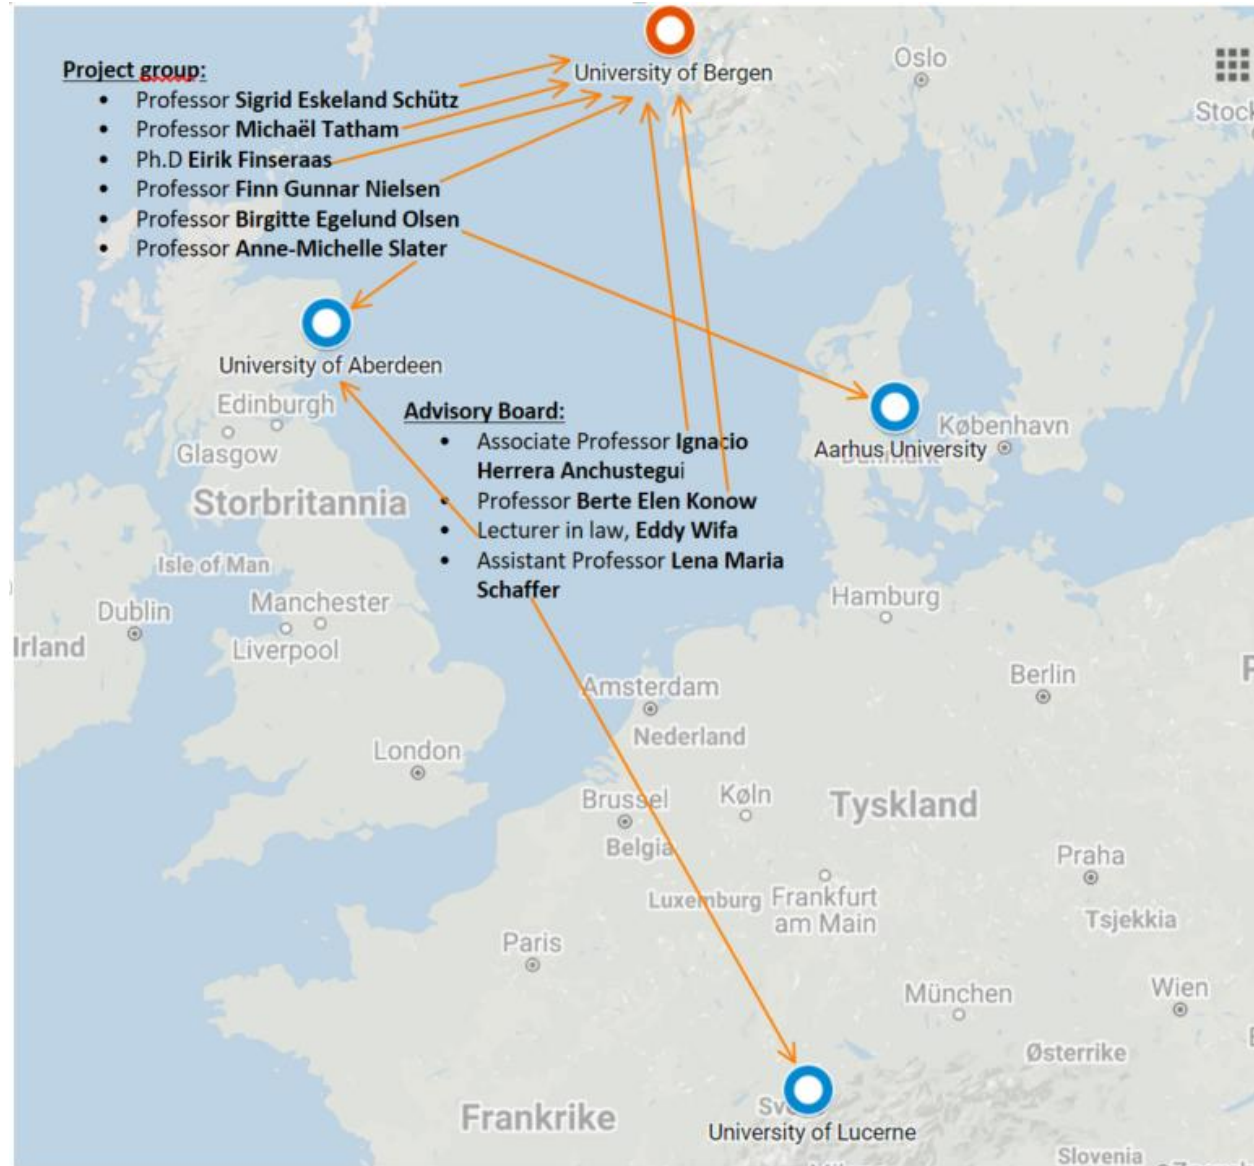 University of Bergen
Oslo
Stock
Project group:
• Professor Sigrid Eskeland Schütz
• Professor Michaël Tatham
• Ph.D Eirik Finseraas
• Professor Finn Gunnar Nielsen
• Professor Birgitte Egelund Olsen
• Professor Anne-Michelle Slater
University of Aberdeen
Edinburgh
Glasgow
Storbritannia
Isle of Man
Dublin
Irland
Manchester
Liverpool
London
Advisory Board:
• Associate Professor Ignacio
Herrera Anchustegui
• Professor Berte Elen Konow
• Lecturer in law, Eddy Wifa
• Assistant Professor Lena Maria
Schaffer
Aarhus University
København
Hamburg
Berlin
Amsterdam
Nederland
Brussel
Køln
Tyskland
Belgia
Luxemburg
Frankfurt
am Main
Praha
Tsjekkia
Paris
München
Wien
Østerrike
Frankrike
University of Lucerne
Slovenia